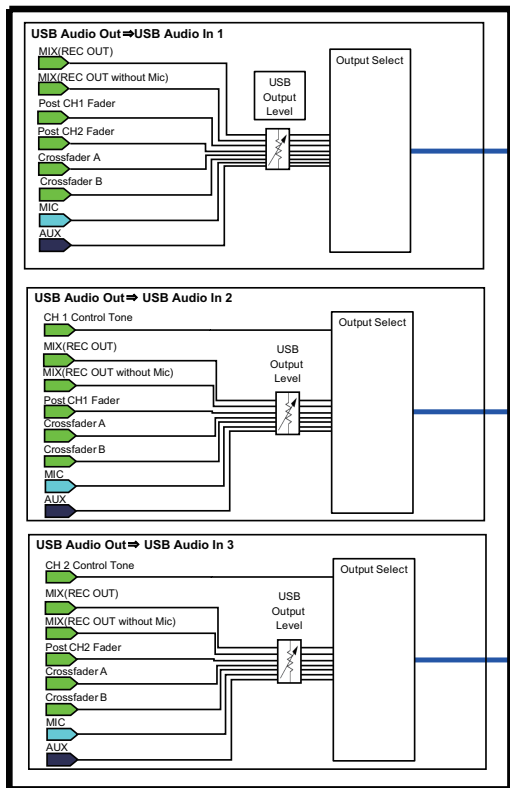 USB Audio Out⇒USB Audio In 1
MIX(REC OUT)
MIX(REC OUT without Mic)
Post CH1 Fader
Post CH2 Fader
Crossfader A
Crossfader B
MIC
AUX
USB
Output
Level
Output Select
USB Audio Out⇒ USB Audio In 2
CH 1 Control Tone
MIX(REC OUT)
MIX(REC OUT without Mic)
Post CH1 Fader
Crossfader A
Crossfader B
MIC
AUX
USB
Output
Level
Output Select
USB Audio Out⇒ USB Audio In 3
CH 2 Control Tone
MIX(REC OUT)
MIX(REC OUT without Mic)
Post CH2 Fader
Crossfader A
Crossfader B
MIC
AUX
USB
Output
Level
Output Select